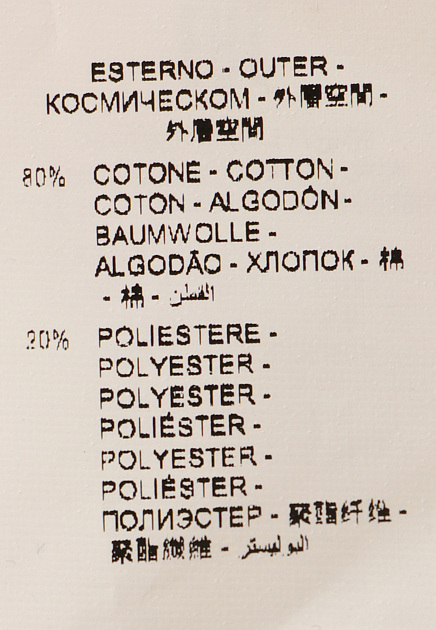 ESTERNO - OUTER -
КОСМИЧЕСКОМ - 外層空間 -
外層空間
80% COTONE - COTTON -
COTON - ALGODÓN -
BAUMWOLLE -
ALGODÃO - ХЛОПОК - 棉
- 棉 - القطن
20% POLIESTERE -
POLYESTER -
POLYESTER -
POLIÉSTER -
POLYESTER -
POLIÉSTER -
ПОЛИЭСТЕР - 聚酯纤维 -
聚酯纖維 - البوليستر